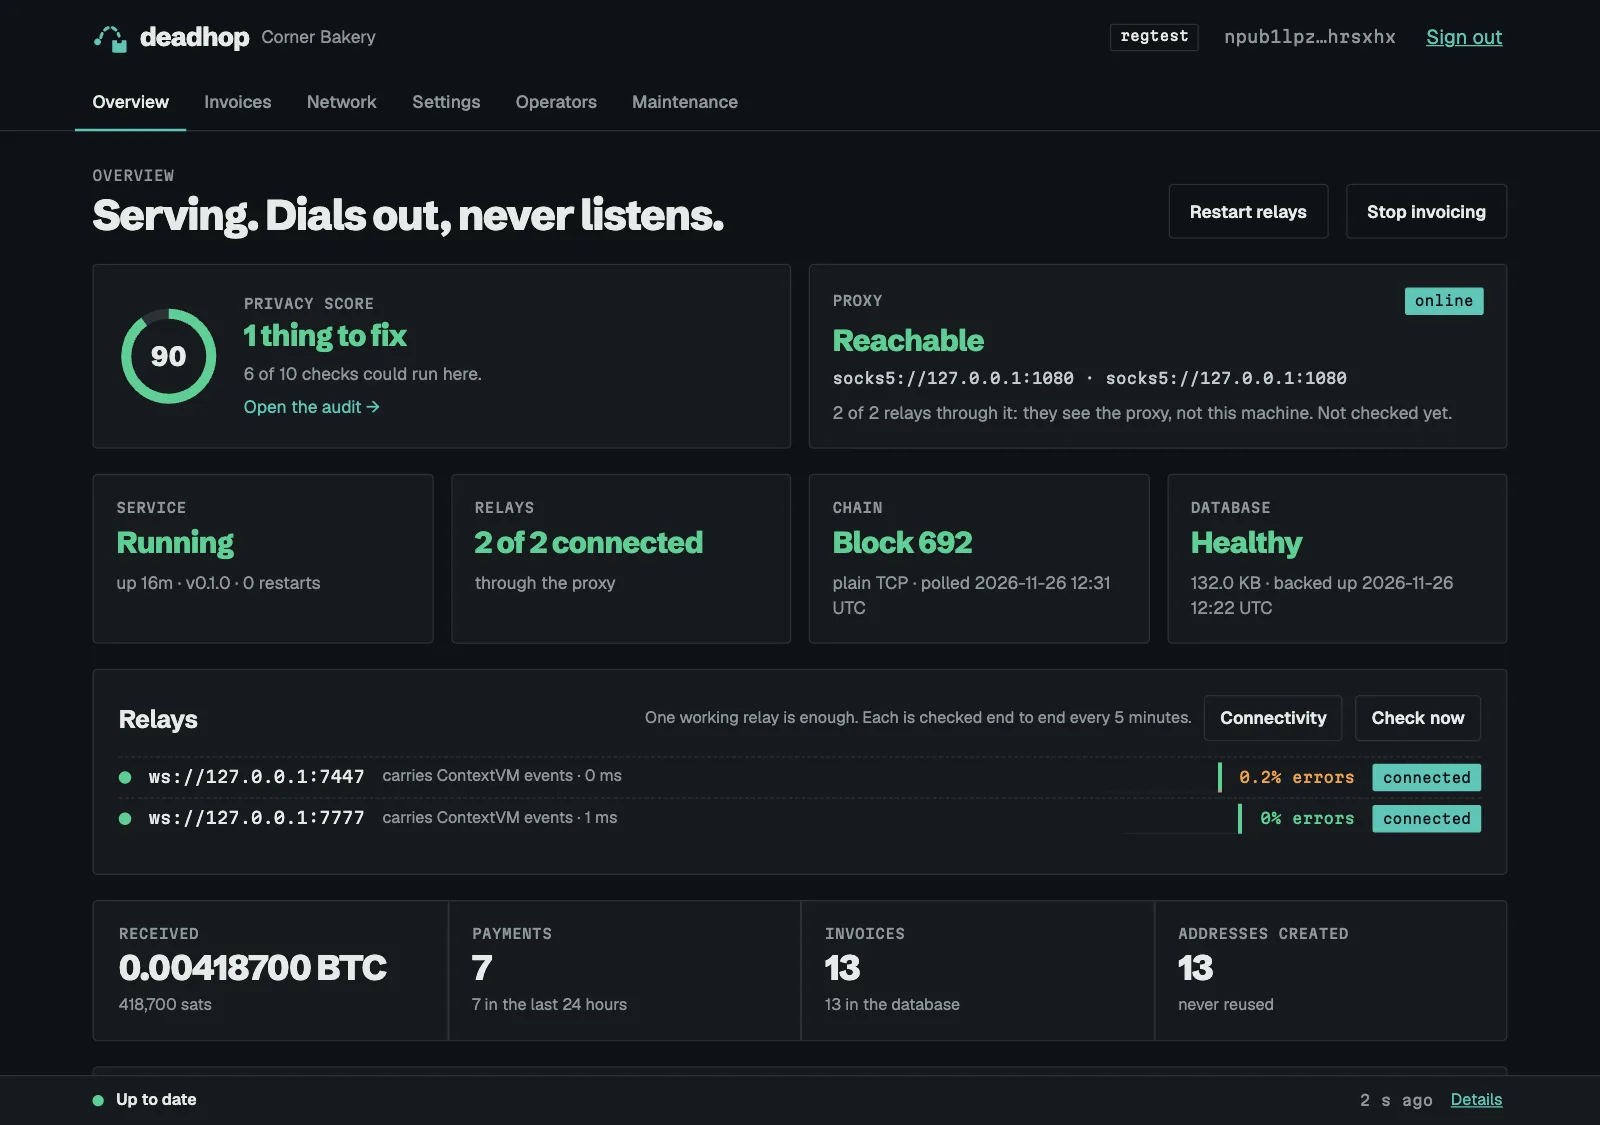 deadhop Corner Bakery
regtest npub1lpz…hrsxhx Sign out
Overview Invoices Network Settings Operators Maintenance
OVERVIEW
Serving. Dials out, never listens.
Restart relays Stop invoicing
90
PRIVACY SCORE
1 thing to fix
6 of 10 checks could run here.
Open the audit →
PROXY online
Reachable
socks5://127.0.0.1:1080 · socks5://127.0.0.1:1080
2 of 2 relays through it: they see the proxy, not this machine. Not checked yet.
SERVICE
Running
up 16m · v0.1.0 · 0 restarts
RELAYS
2 of 2 connected
through the proxy
CHAIN
Block 692
plain TCP · polled 2026-11-26 12:31
UTC
DATABASE
Healthy
132.0 KB · backed up 2026-11-26
12:22 UTC
Relays One working relay is enough. Each is checked end to end every 5 minutes. Connectivity Check now
ws://127.0.0.1:7447 carries ContextVM events · 0 ms 0.2% errors connected
ws://127.0.0.1:7777 carries ContextVM events · 1 ms 0% errors connected
RECEIVED
0.00418700 BTC
418,700 sats
PAYMENTS
7
7 in the last 24 hours
INVOICES
13
13 in the database
ADDRESSES CREATED
13
never reused
Up to date 2 s ago Details